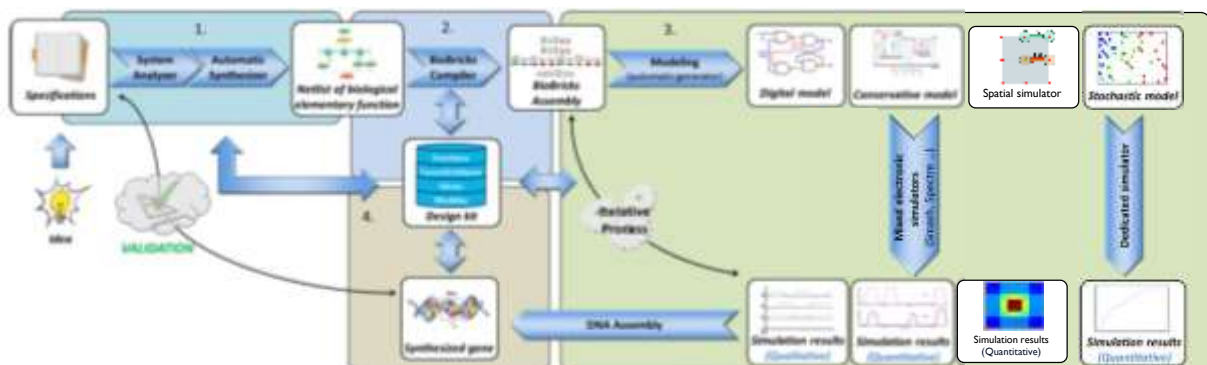 1.
2.
3.
System
Analyzer
Automatic
Synthesizer
BioBricks
Compiler
Modeling
(automatic generator)
Specifications
Netlist of biological
elementary function
BioBricks
Assembly
Digital model
Conservative model
Spatial simulator
Stochastic model
Idea
VALIDATION
4.
Design kit
Iterative
Process
Mixed electronic
simulators
Dedicated simulator
Synthesized gene
DNA Assembly
Simulation results
(Qualitative)
Simulation results
(Quantitative)
Simulation results
(Quantitative)
Simulation results
(Quantitative)